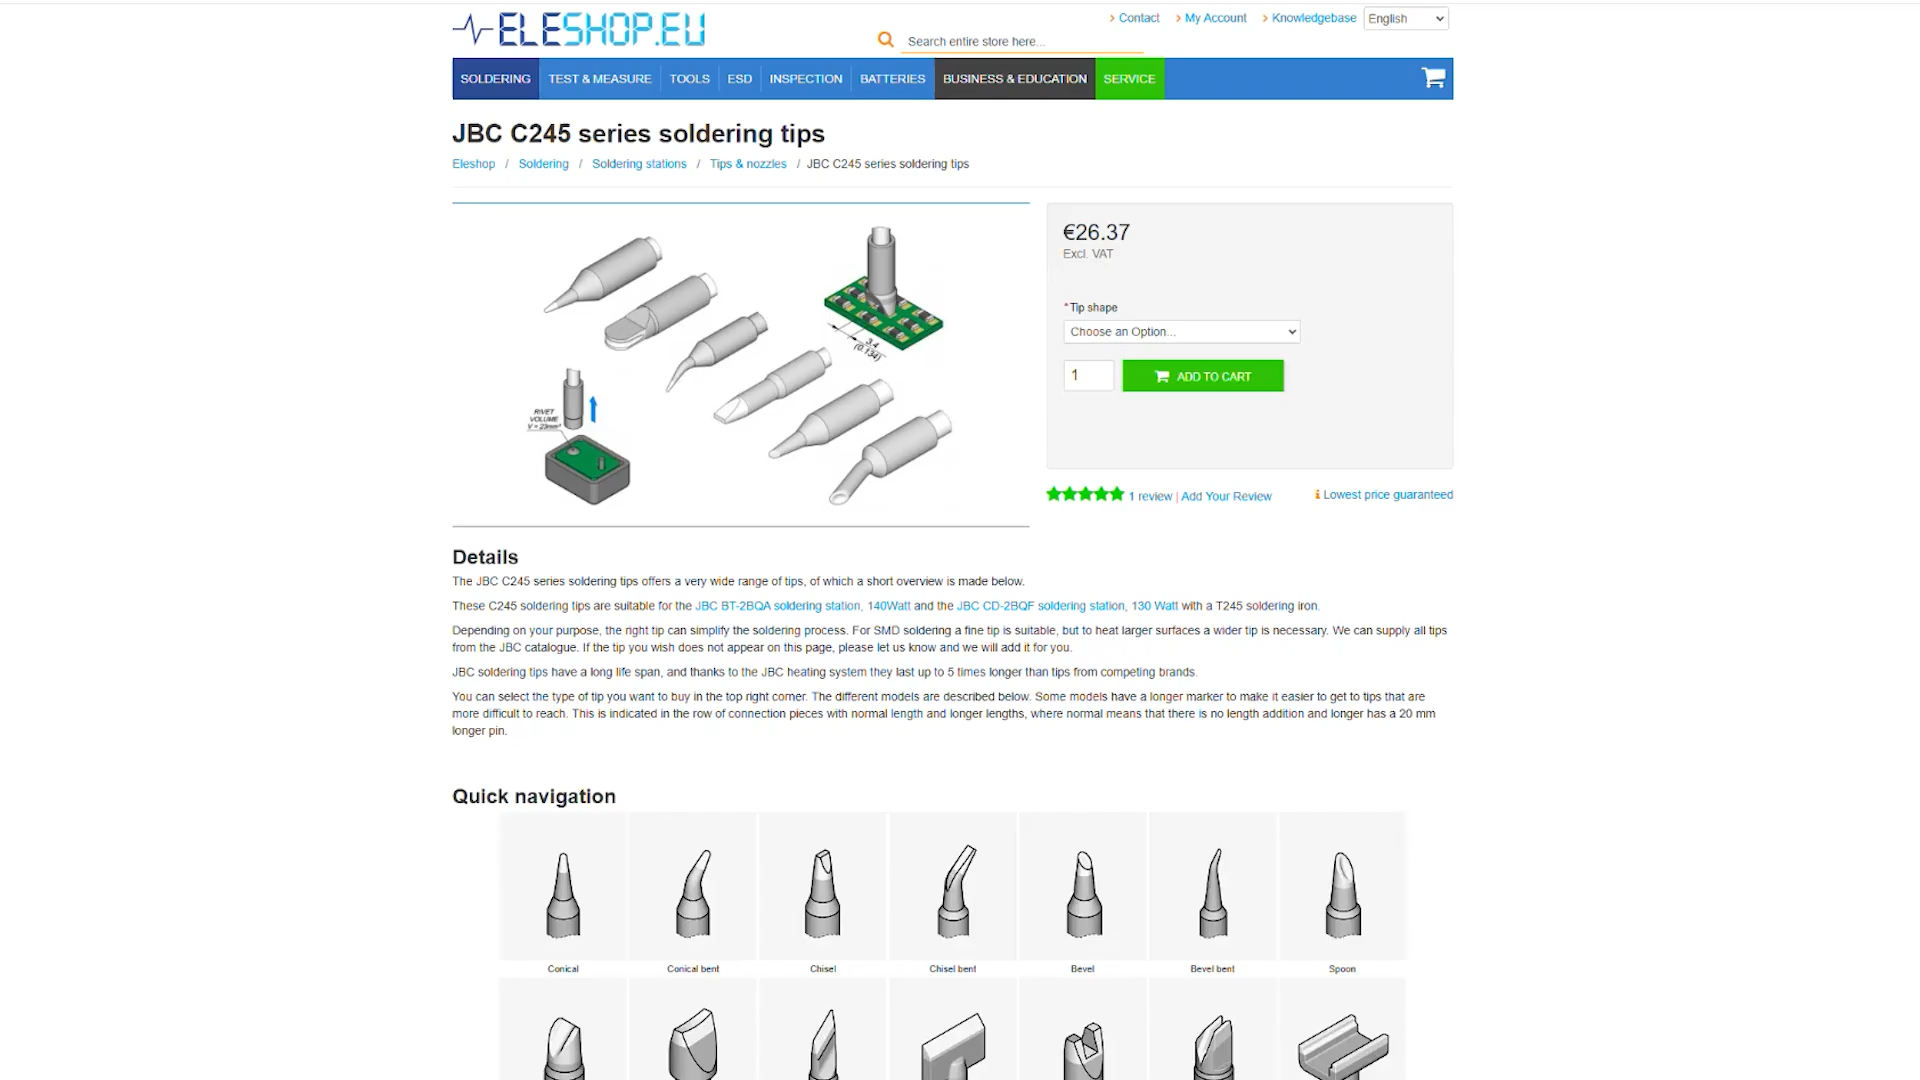 ELESHOP.EU
Contact
My Account
Knowledgebase
English
Search entire store here...
SOLDERING
TEST & MEASURE
TOOLS
ESD
INSPECTION
BATTERIES
BUSINESS & EDUCATION
SERVICE
JBC C245 series soldering tips
Eleshop / Soldering / Soldering stations / Tips & nozzles / JBC C245 series soldering tips
3.4
(0.134)
RIVET
VOLUME
V = 23mm³
€26.37
Excl. VAT
*Tip shape
Choose an Option...
1
ADD TO CART
1 review | Add Your Review
Lowest price guaranteed
Details
The JBC C245 series soldering tips offers a very wide range of tips, of which a short overview is made below.
These C245 soldering tips are suitable for the JBC BT-2BQA soldering station, 140Watt and the JBC CD-2BQF soldering station, 130 Watt with a T245 soldering iron.
Depending on your purpose, the right tip can simplify the soldering process. For SMD soldering a fine tip is suitable, but to heat larger surfaces a wider tip is necessary. We can supply all tips
from the JBC catalogue. If the tip you wish does not appear on this page, please let us know and we will add it for you.
JBC soldering tips have a long life span, and thanks to the JBC heating system they last up to 5 times longer than tips from competing brands.
You can select the type of tip you want to buy in the top right corner. The different models are described below. Some models have a longer marker to make it easier to get to tips that are
more difficult to reach. This is indicated in the row of connection pieces with normal length and longer lengths, where normal means that there is no length addition and longer has a 20 mm
longer pin.
Quick navigation
Conical
Conical bent
Chisel
Chisel bent
Bevel
Bevel bent
Spoon